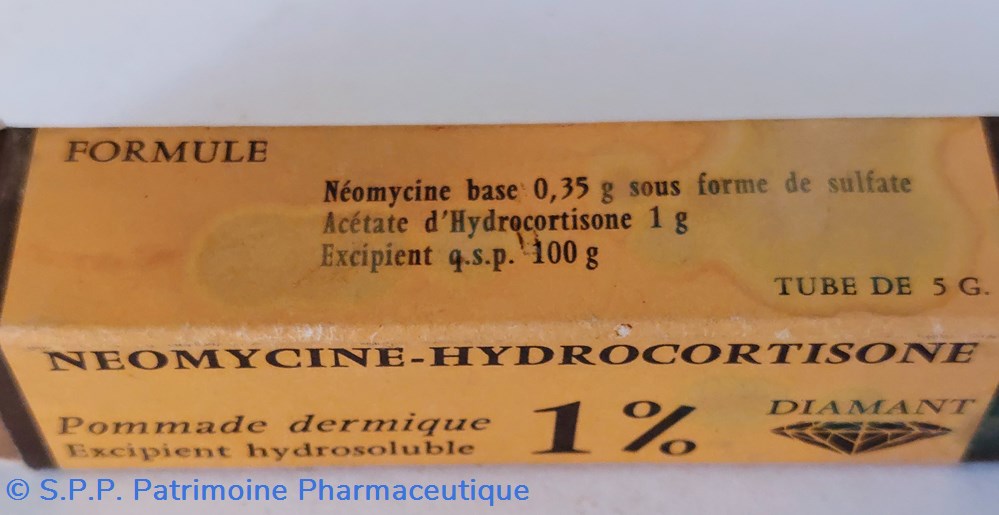 FORMULE
Néomycine base 0,35 g sous forme de sulfate
Acétate d'Hydrocortisone 1 g
Excipient q.s.p. 100 g
TUBE DE 5 G.
NEOMYCINE-HYDROCORTISONE
Pommade dermique
Excipient hydrosoluble
1%
DIAMANT
© S.P.P. Patrimoine Pharmaceutique